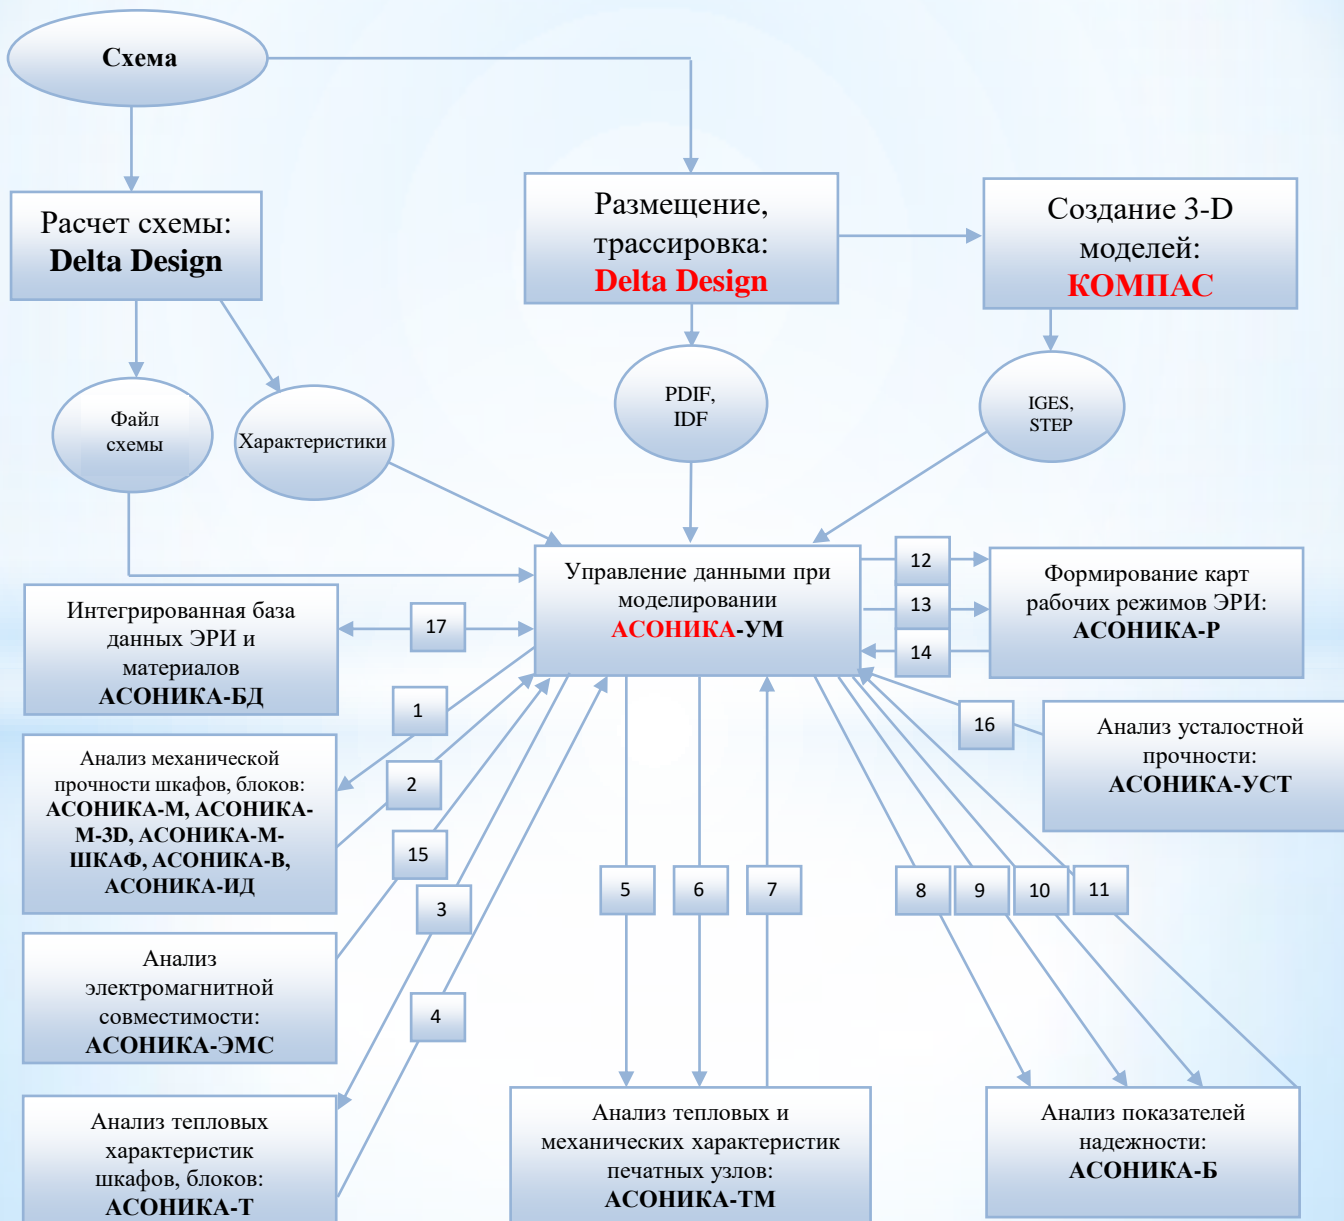 Схема
Расчет схемы:
Delta Design
Размещение,
трассировка:
Delta Design
Создание 3-D
моделей:
КОМПАС
Файл
схемы
Характеристики
PDIF,
IDF
IGES,
STEP
Управление данными при
моделировании
АСОНИКА-УМ
12
13
14
Формирование карт
рабочих режимов ЭРИ:
АСОНИКА-Р
Интегрированная база
данных ЭРИ и
материалов
АСОНИКА-БД
17
1
2
15
3
4
5
6
7
8
9
10
11
16
Анализ усталостной
прочности:
АСОНИКА-УСТ
Анализ механической
прочности шкафов, блоков:
АСОНИКА-М, АСОНИКА-
М-3D, АСОНИКА-М-
ШКАФ, АСОНИКА-В,
АСОНИКА-ИД
Анализ
электромагнитной
совместимости:
АСОНИКА-ЭМС
Анализ тепловых
характеристик
шкафов, блоков:
АСОНИКА-Т
Анализ тепловых и
механических характеристик
печатных узлов:
АСОНИКА-ТМ
Анализ показателей
надежности:
АСОНИКА-Б